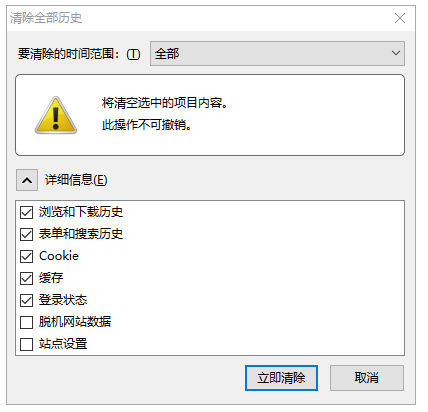 清除全部历史
要清除的时间范围：(T) 全部
将清空选中的项目内容。
此操作不可撤销。
详细信息(E)
浏览和下载历史
表单和搜索历史
Cookie
缓存
登录状态
脱机网站数据
站点设置
立即清除 取消